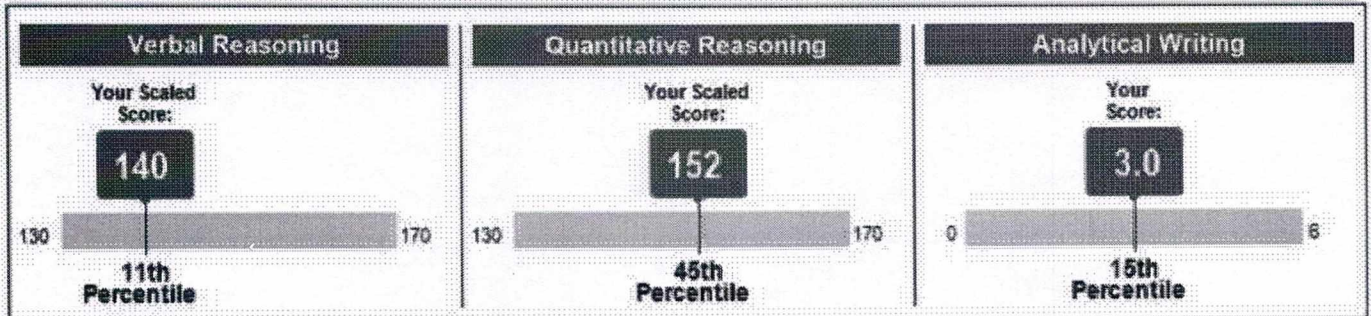 Verbal Reasoning
Your Scaled
Score:
140
130
170
11th
Percentile
Quantitative Reasoning
Your Scaled
Score:
152
130
170
45th
Percentile
Analytical Writing
Your
Score:
3.0
0
6
15th
Percentile